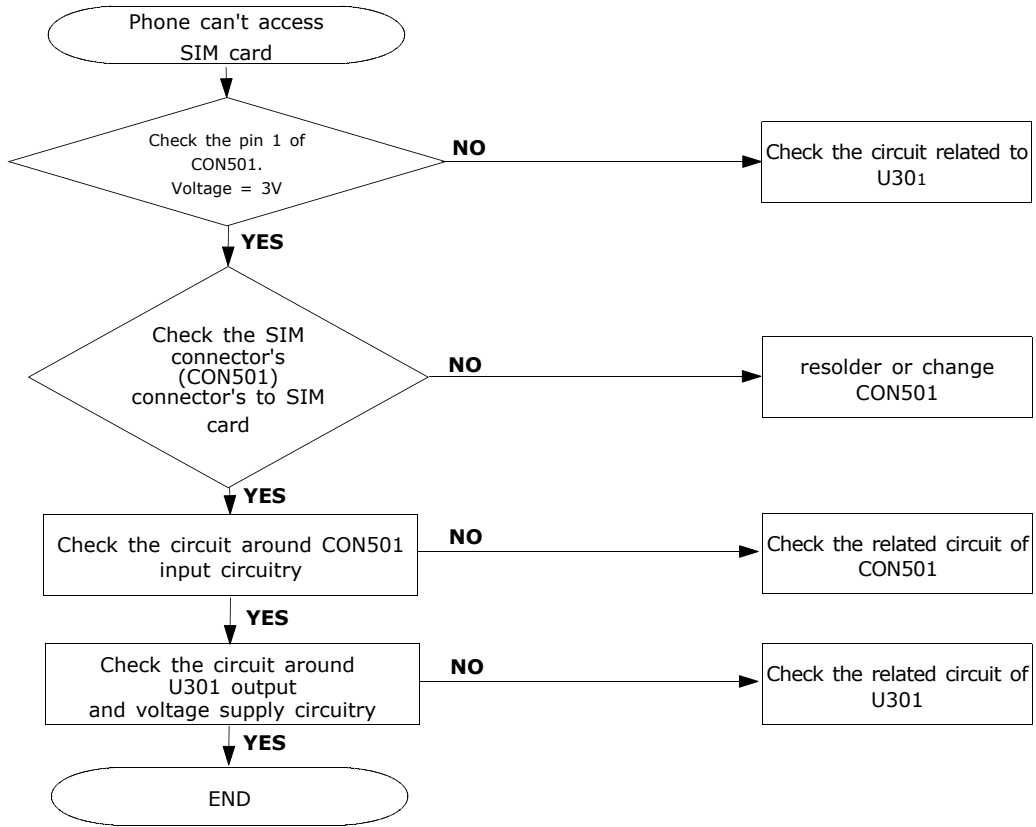 Phone can't access
SIM card
Check the pin 1 of
CON501.
Voltage = 3V
NO
Check the circuit related to
U301
YES
Check the SIM
connector's
(CON501)
connector's to SIM
card
NO
resolder or change
CON501
YES
Check the circuit around CON501
input circuitry
NO
Check the related circuit of
CON501
YES
Check the circuit around
U301 output
and voltage supply circuitry
NO
Check the related circuit of
U301
YES
END